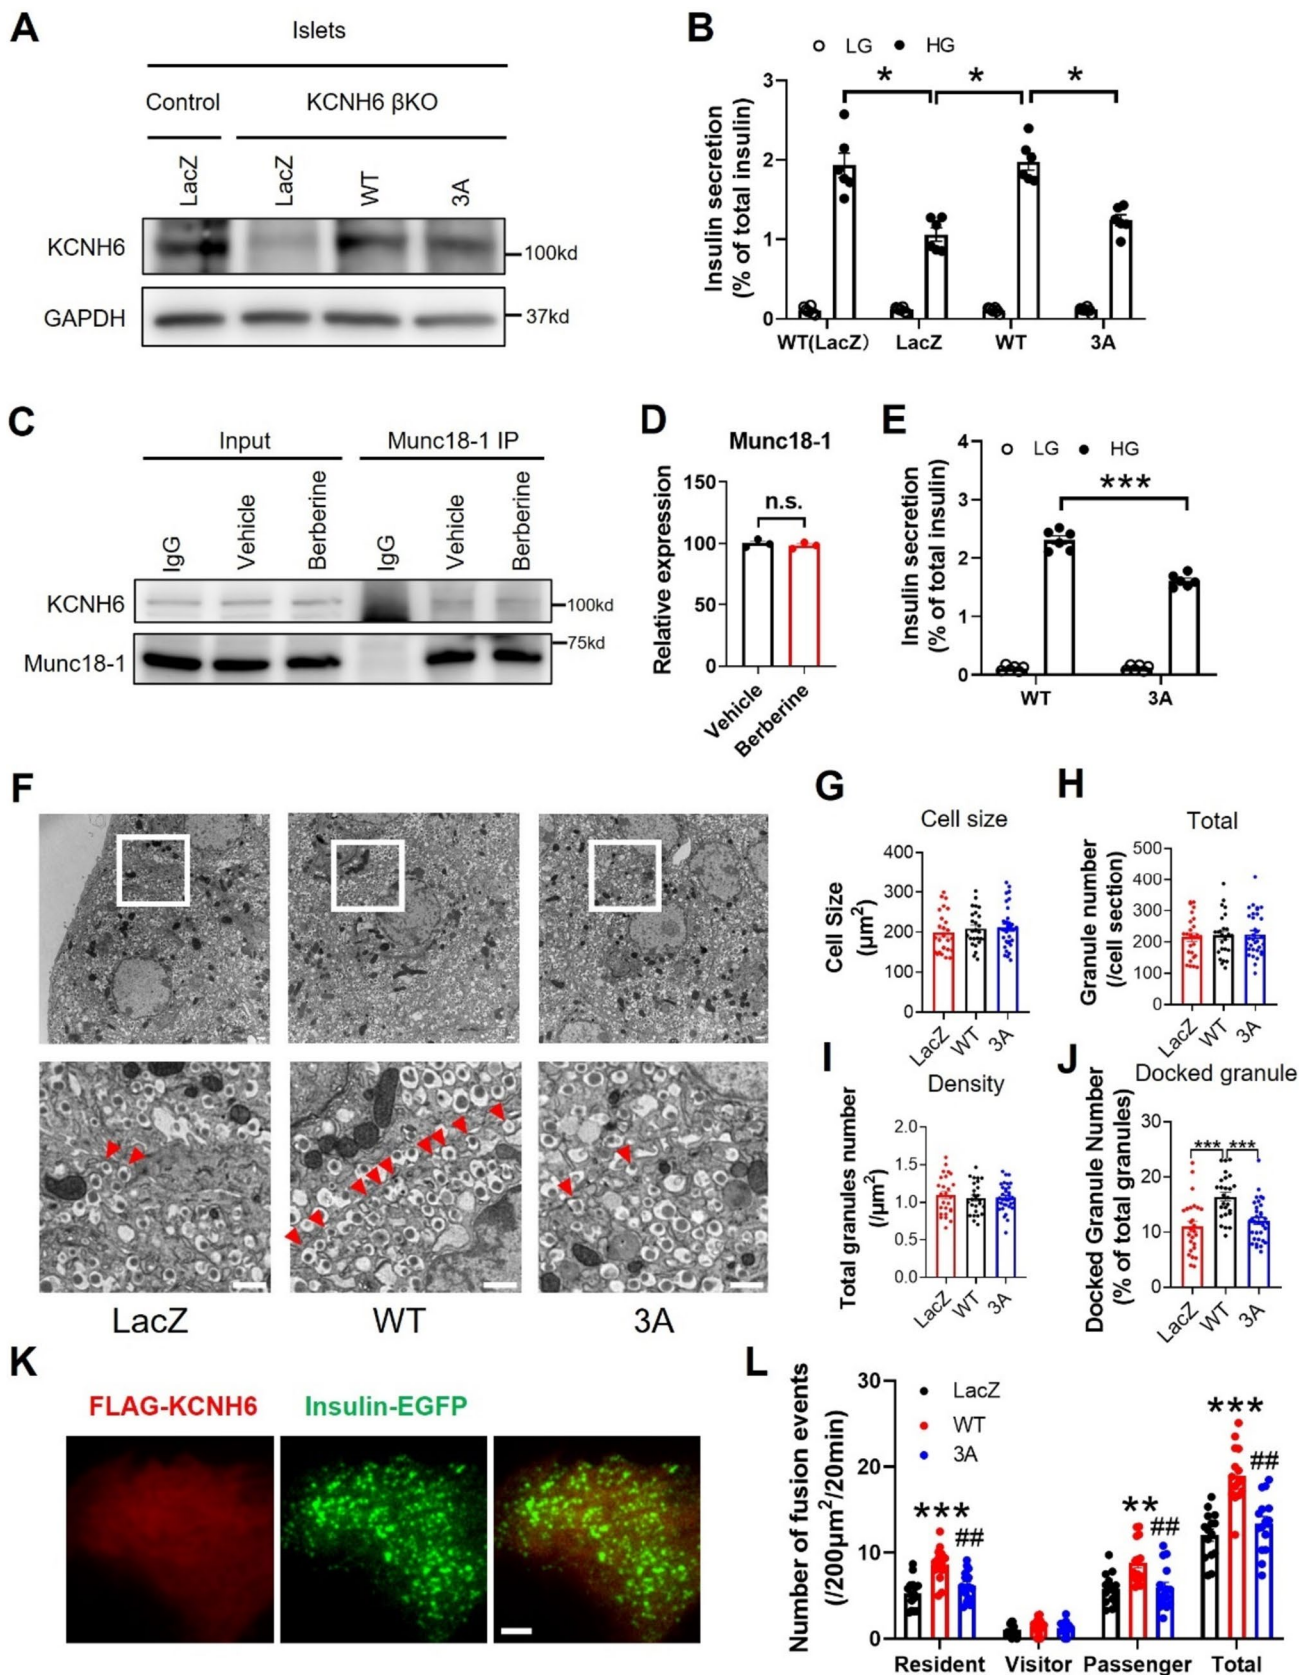 A
Islets
Control
KCNH6 βKO
LacZ
LacZ
WT
3A
KCNH6
100kd
GAPDH
37kd
B
LG
HG
Insulin secretion
(% of total insulin)
3
2
1
0
*
*
*
WT(LacZ)
LacZ
WT
3A
C
Input
Munc18-1 IP
IgG
Vehicle
Berberine
IgG
Vehicle
Berberine
KCNH6
100kd
75kd
Munc18-1
D
Munc18-1
Relative expression
150
100
50
0
n.s.
Vehicle
Berberine
E
LG
HG
Insulin secretion
(% of total insulin)
4
3
2
1
0
***
WT
3A
F
LacZ
WT
3A
G
Cell size
Cell Size
(μm²)
400
300
200
100
0
LacZ
WT
3A
H
Total
Granule number
(/cell section)
500
400
300
200
100
0
LacZ
WT
3A
I
Density
Total granules number
(/μm²)
2.0
1.5
1.0
0.5
0.0
LacZ
WT
3A
J
Docked granule
Docked Granule Number
(% of total granules)
30
20
10
0
***
***
LacZ
WT
3A
K
FLAG-KCNH6
Insulin-EGFP
L
Number of fusion events
(/200μm²/20min)
30
20
10
0
LacZ
WT
3A
***
##
**
##
***
##
Resident
Visitor
Passenger
Total